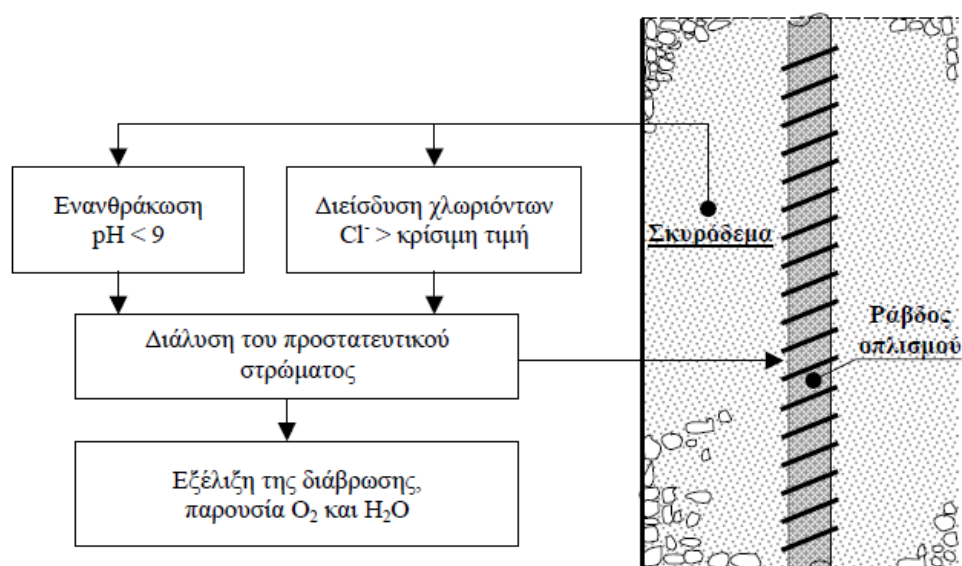 Ενανθράκωση
pH < 9
Διείσδυση χλωριόντων
Cl⁻ > κρίσιμη τιμή
Σκυρόδεμα
Ράβδος
οπλισμού
Διάλυση του προστατευτικού
στρώματος
Εξέλιξη της διάβρωσης,
παρουσία O₂ και H₂O